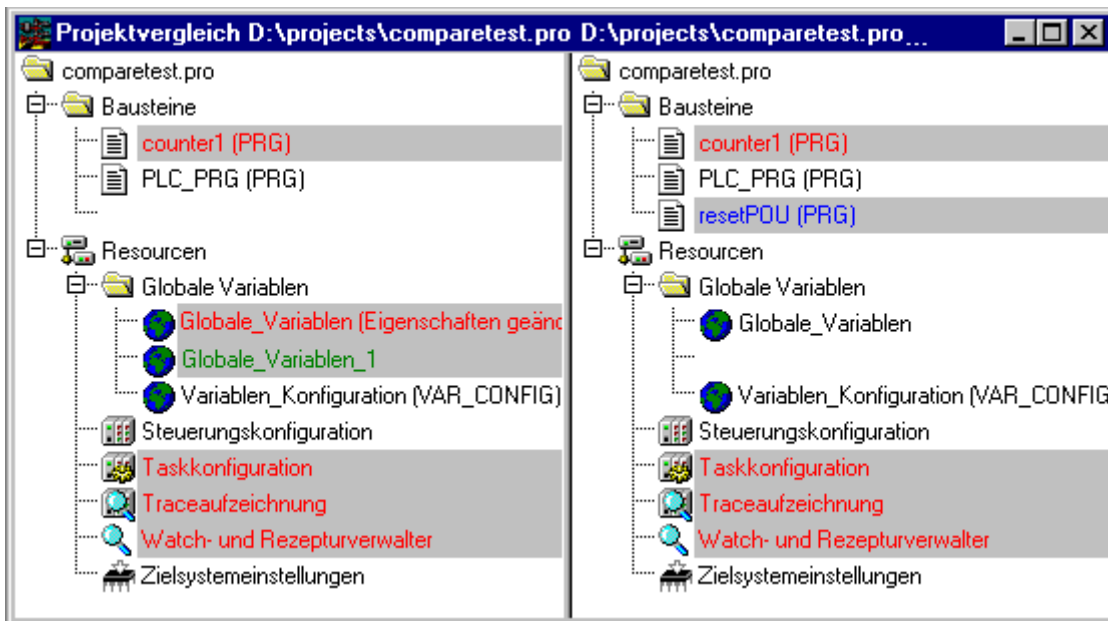 Projektvergleich D:\projects\comparetest.pro D:\projects\comparetest.pro...
comparetest.pro
Bausteine
counter1 (PRG)
PLC_PRG (PRG)
Resourcen
Globale Variablen
Globale_Variablen (Eigenschaften geänd
Globale_Variablen_1
Variablen_Konfiguration (VAR_CONFIG)
Steuerungskonfiguration
Taskkonfiguration
Traceaufzeichnung
Watch- und Rezepturverwalter
Zielsystemeinstellungen
comparetest.pro
Bausteine
counter1 (PRG)
PLC_PRG (PRG)
resetPOU (PRG)
Resourcen
Globale Variablen
Globale_Variablen
Variablen_Konfiguration (VAR_CONFIG
Steuerungskonfiguration
Taskkonfiguration
Traceaufzeichnung
Watch- und Rezepturverwalter
Zielsystemeinstellungen